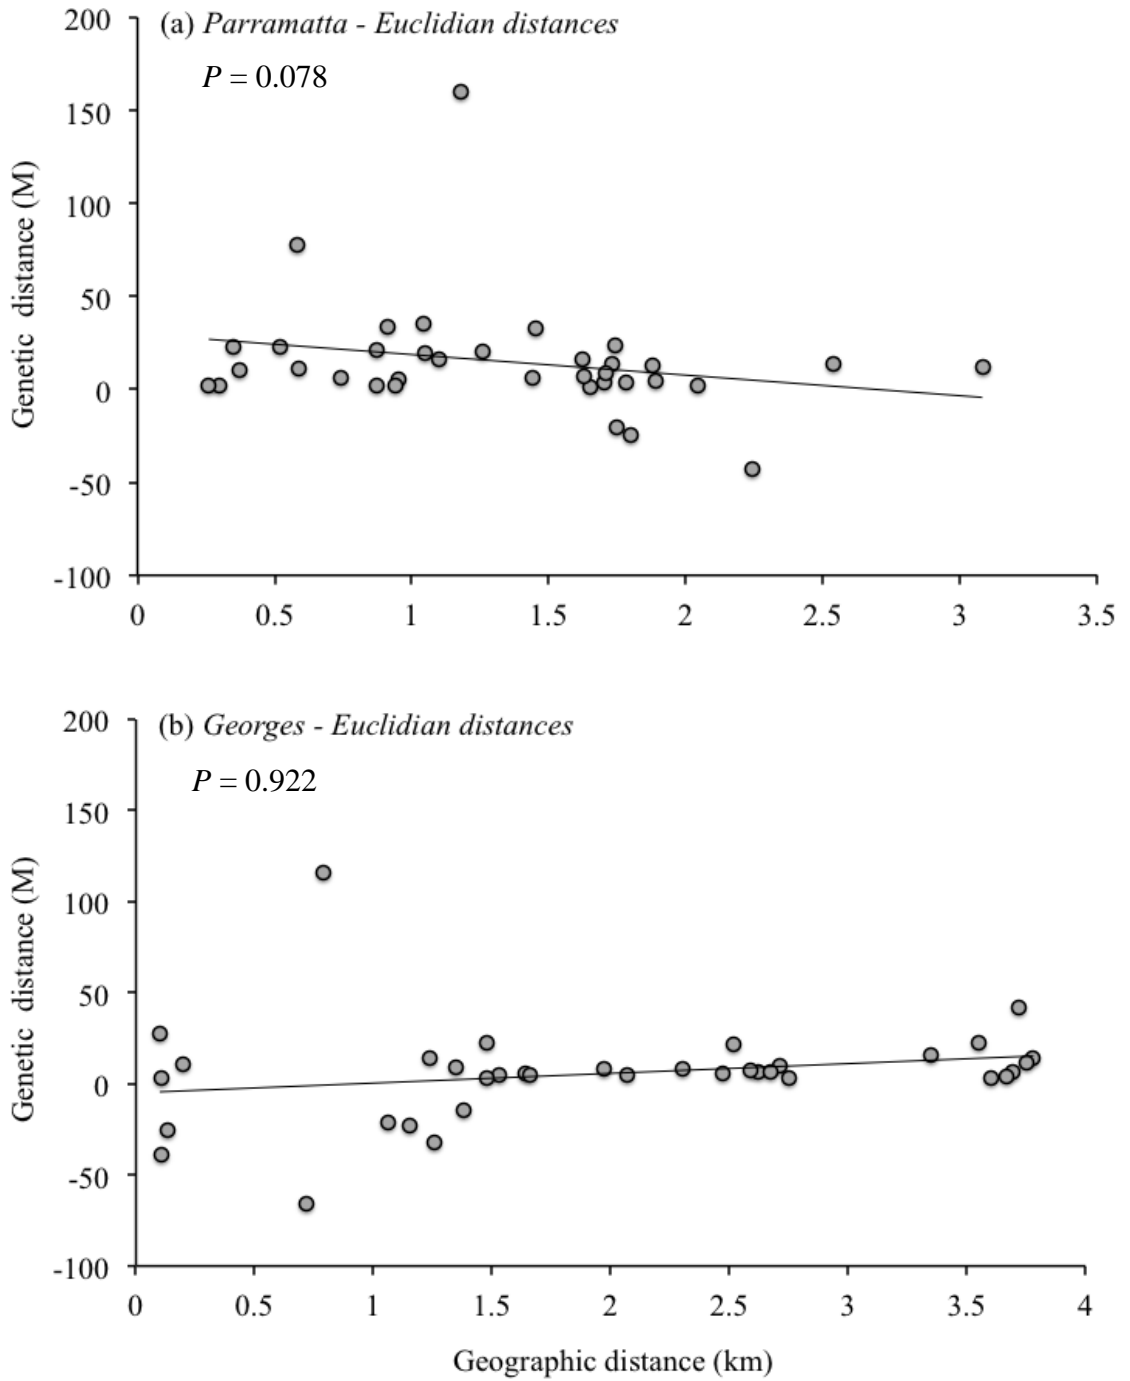 (a) Parramatta - Euclidian distances
P = 0.078
Genetic distance (M)
200
150
100
50
0
-50
-100
0 0.5 1 1.5 2 2.5 3 3.5
(b) Georges - Euclidian distances
P = 0.922
Genetic distance (M)
200
150
100
50
0
-50
-100
0 0.5 1 1.5 2 2.5 3 3.5 4
Geographic distance (km)